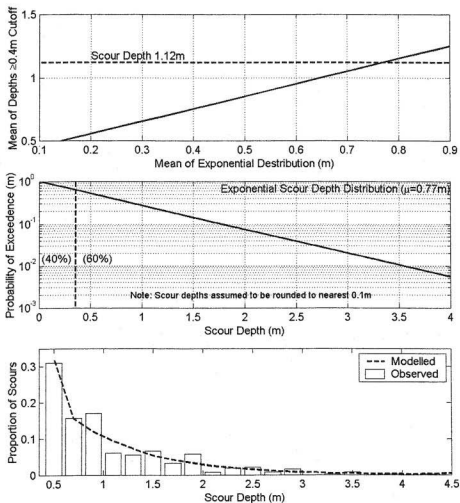 Mean of Depths ≥0.4m Cutoff
1.5
1
0.5
Scour Depth 1.12m
0.1 0.2 0.3 0.4 0.5 0.6 0.7 0.8 0.9
Mean of Exponential Destribution (m)
Probability of Exceedence (m)
10^0
10^-1
10^-2
10^-3
Exponential Scour Depth Distribution (μ=0.77m)
(40%) (60%)
Note: Scour depths assumed to be rounded to nearest 0.1m
0 0.5 1 1.5 2 2.5 3 3.5 4
Scour Depth (m)
Proportion of Scours
0.3
0.2
0.1
0
Modelled
Observed
0.5 1 1.5 2 2.5 3 3.5 4 4.5
Scour Depth (m)